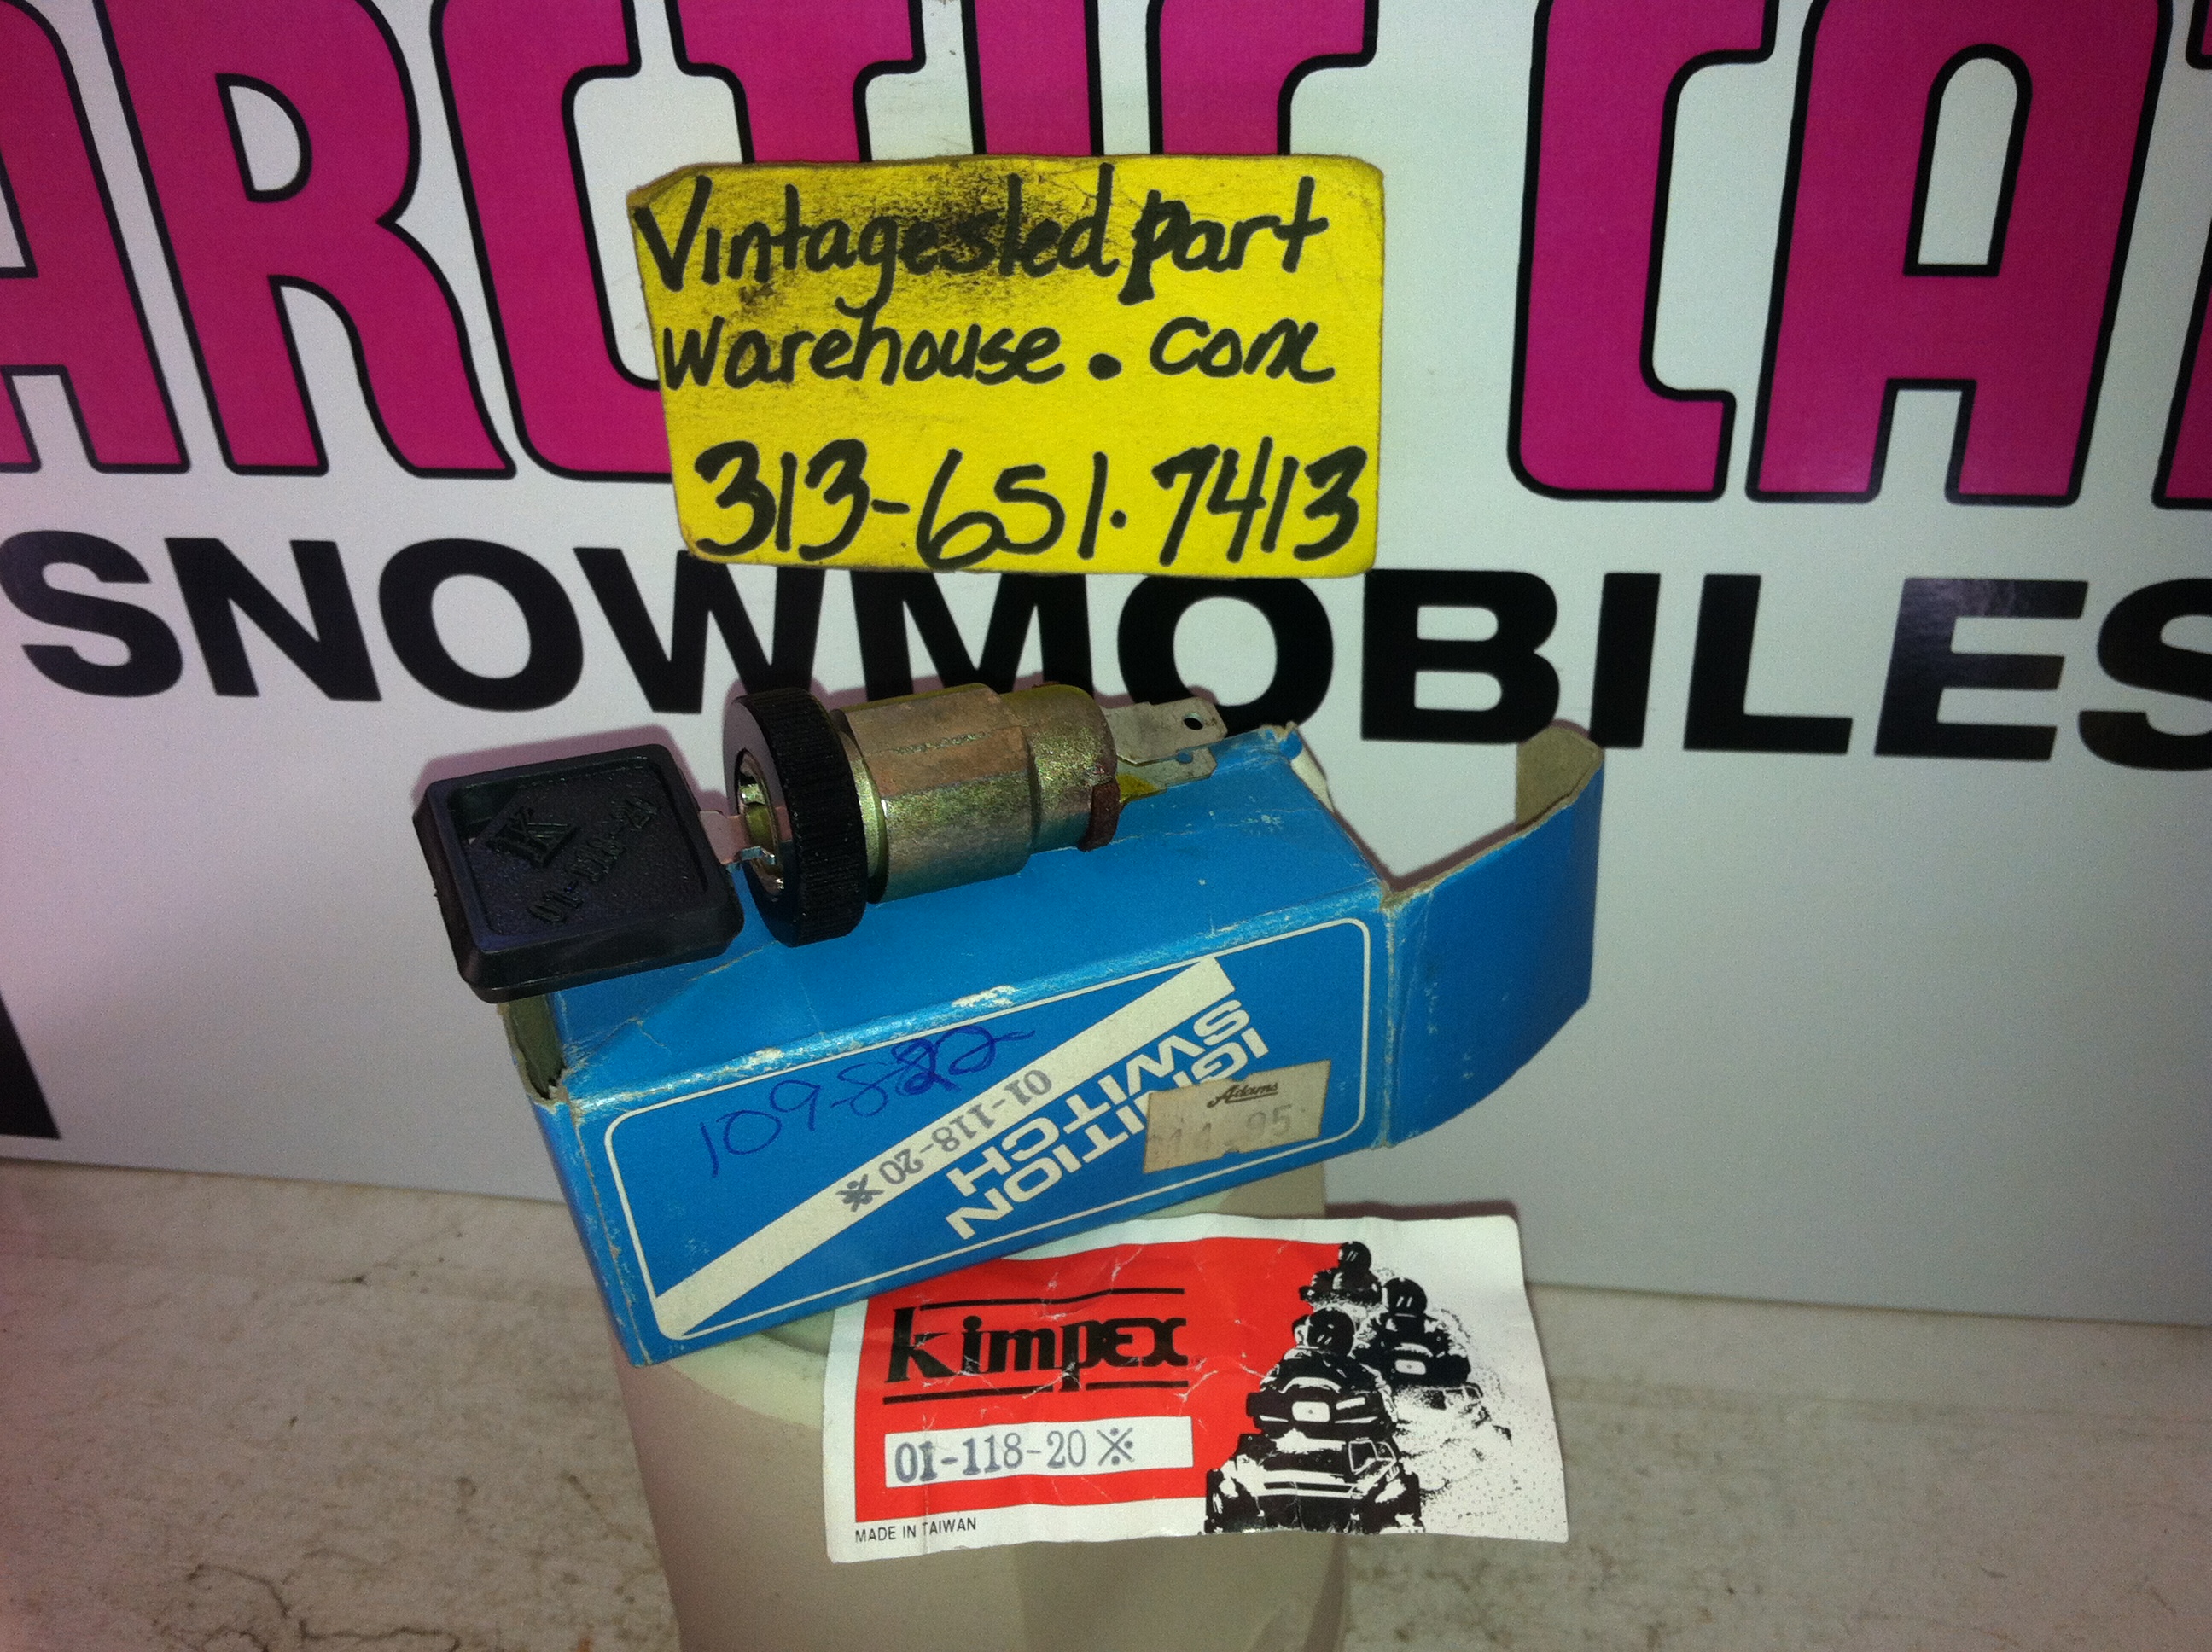 ARCTIC CAT
Vintagesledpart
warehouse.com
313-651.7413
SNOWMOBILES
K
IGNITION
SWITCH
01-118-20※
109-822
Adams
14.95
kimpex
01-118-20※
MADE IN TAIWAN